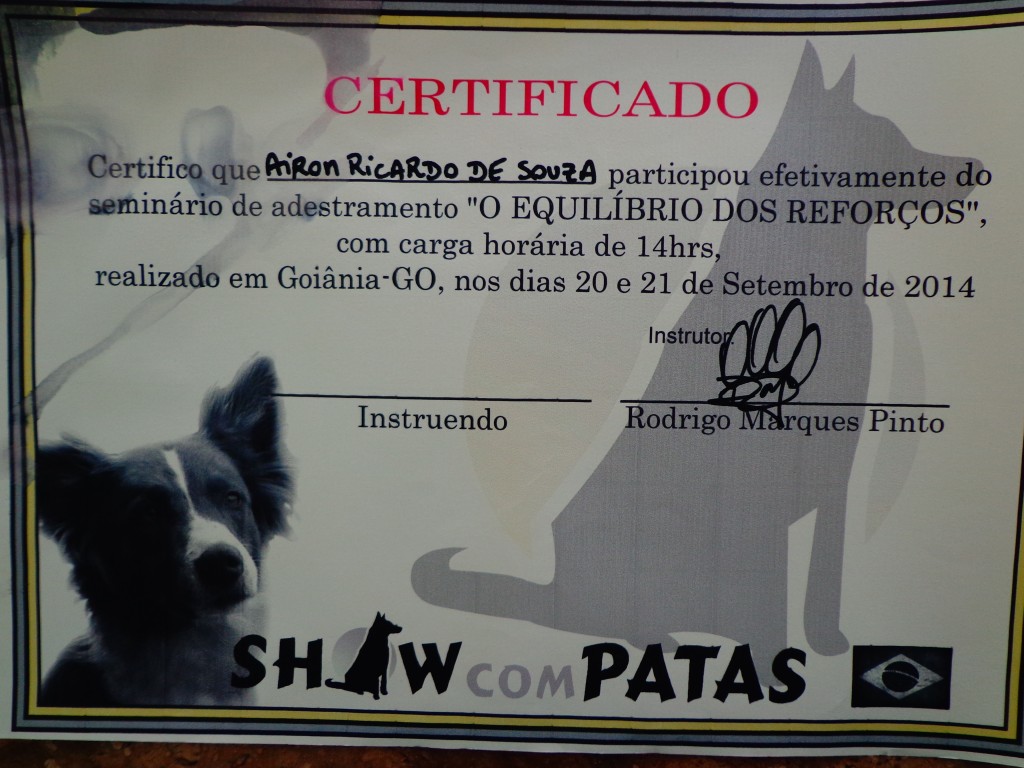 CERTIFICADO
Certifico que AiRon RiCARDO DE SOUZA participou efetivamente do
seminário de adestramento "O EQUILÍBRIO DOS REFORÇOS",
com carga horária de 14hrs,
realizado em Goiânia-GO, nos dias 20 e 21 de Setembro de 2014
Instrutor:
Instruendo
Rodrigo Marques Pinto
SHOW COM PATAS